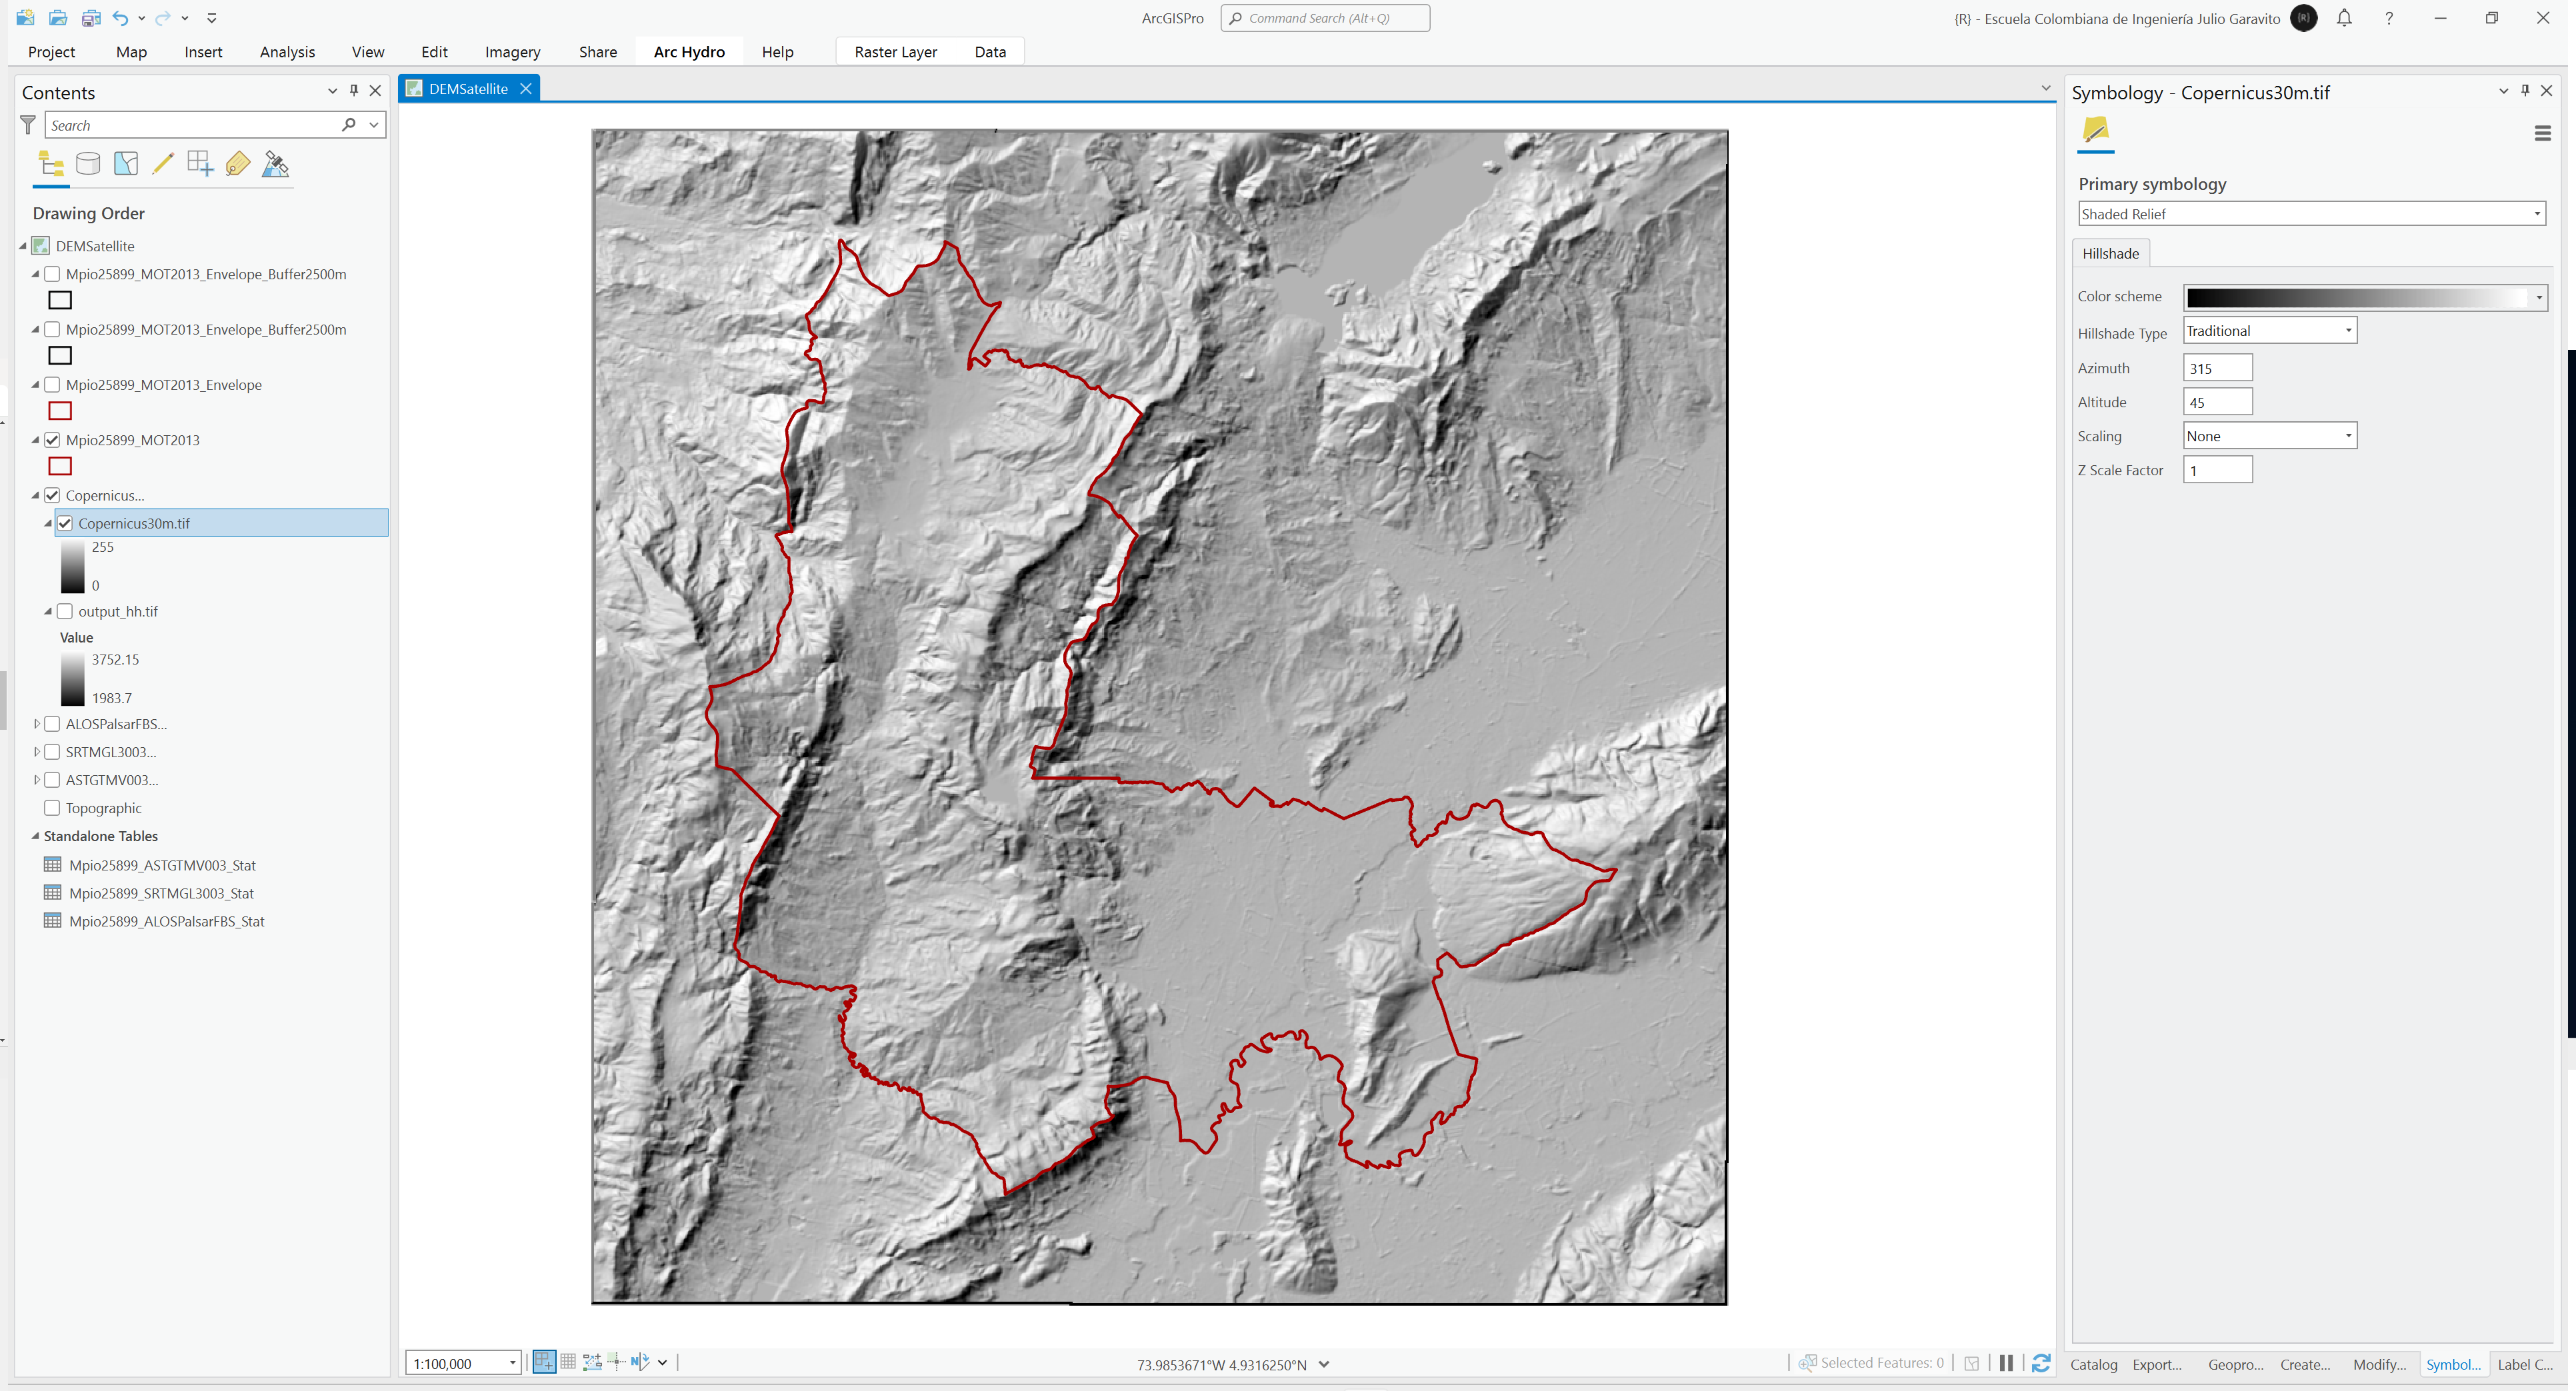 ArcGISPro
Command Search (Alt+Q)
{R} - Escuela Colombiana de Ingeniería Julio Garavito
{R}
?
Project
Map
Insert
Analysis
View
Edit
Imagery
Share
Arc Hydro
Help
Raster Layer
Data
Contents
Search
Drawing Order
DEMSatellite
Mpio25899_MOT2013_Envelope_Buffer2500m
Mpio25899_MOT2013_Envelope_Buffer2500m
Mpio25899_MOT2013_Envelope
Mpio25899_MOT2013
Copernicus...
Copernicus30m.tif
255
0
output_hh.tif
Value
3752.15
1983.7
ALOSPalsarFBS...
SRTMGL3003...
ASTGTMV003...
Topographic
Standalone Tables
Mpio25899_ASTGTMV003_Stat
Mpio25899_SRTMGL3003_Stat
Mpio25899_ALOSPalsarFBS_Stat
DEMSatellite
1:100,000
73.9853671°W 4.9316250°N
Selected Features: 0
Symbology - Copernicus30m.tif
Primary symbology
Shaded Relief
Hillshade
Color scheme
Hillshade Type
Traditional
Azimuth
315
Altitude
45
Scaling
None
Z Scale Factor
1
Catalog
Export...
Geopro...
Create...
Modify...
Symbol...
Label C...